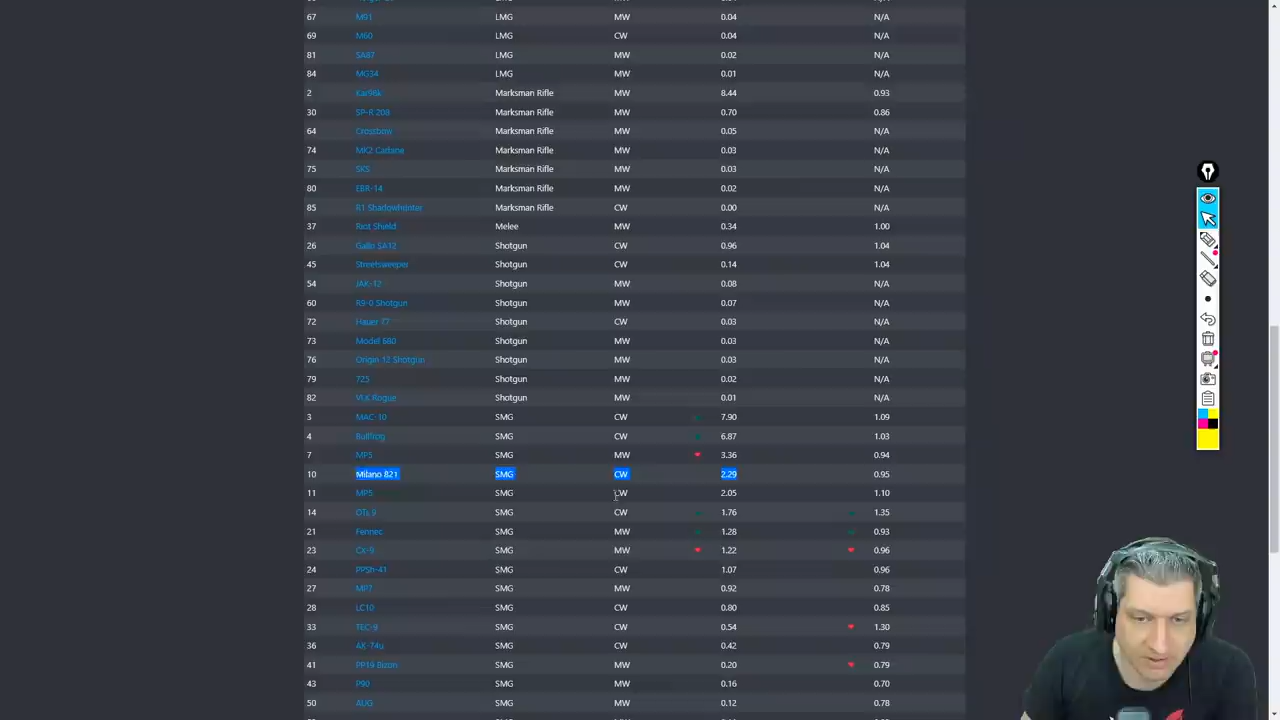 67 M91 LMG MW 0.04 N/A
69 M60 LMG CW 0.04 N/A
81 SA87 LMG MW 0.02 N/A
84 MG34 LMG MW 0.01 N/A
2 Kar98k Marksman Rifle MW 8.44 0.93
30 SP-R 208 Marksman Rifle MW 0.70 0.86
64 Crossbow Marksman Rifle MW 0.05 N/A
74 MK2 Carbine Marksman Rifle MW 0.03 N/A
75 SKS Marksman Rifle MW 0.03 N/A
80 EBR-14 Marksman Rifle MW 0.02 N/A
85 R1 Shadowhunter Marksman Rifle CW 0.00 N/A
37 Riot Shield Melee MW 0.34 1.00
26 Gallo SA12 Shotgun CW 0.96 1.04
45 Streetsweeper Shotgun CW 0.14 1.04
54 JAK-12 Shotgun MW 0.08 N/A
60 R9-0 Shotgun Shotgun MW 0.07 N/A
72 Hauer 77 Shotgun CW 0.03 N/A
73 Model 680 Shotgun MW 0.03 N/A
76 Origin 12 Shotgun Shotgun MW 0.03 N/A
79 725 Shotgun MW 0.02 N/A
82 VLK Rogue Shotgun MW 0.01 N/A
3 MAC-10 SMG CW 7.90 1.09
4 Bullfrog SMG CW 6.87 1.03
7 MP5 SMG MW 3.36 0.94
10 Milano 821 SMG CW 2.29 0.95
11 MP5 SMG CW 2.05 1.10
14 OTs 9 SMG CW 1.76 1.35
21 Fennec SMG MW 1.28 0.93
23 CX-9 SMG MW 1.22 0.96
24 PPSh-41 SMG CW 1.07 0.96
27 MP7 SMG MW 0.92 0.78
28 LC10 SMG CW 0.80 0.85
33 TEC-9 SMG CW 0.54 1.30
36 AK-74u SMG CW 0.42 0.79
41 PP19 Bizon SMG MW 0.20 0.79
43 P90 SMG MW 0.16 0.70
50 AUG SMG MW 0.12 0.78